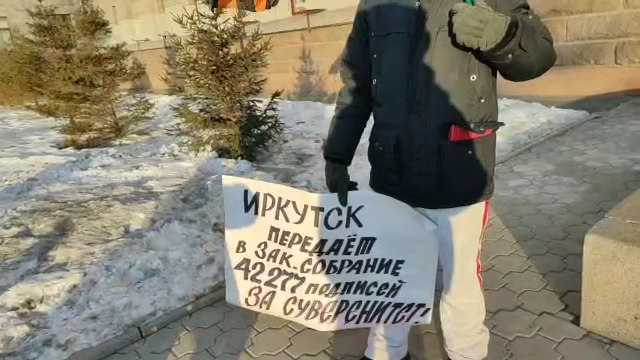 ИРКУТСК
ПЕРЕДАЁТ
В ЗАК. СОБРАНИЕ
42277 подписей
ЗА СУВЕРЕНИТЕТ!